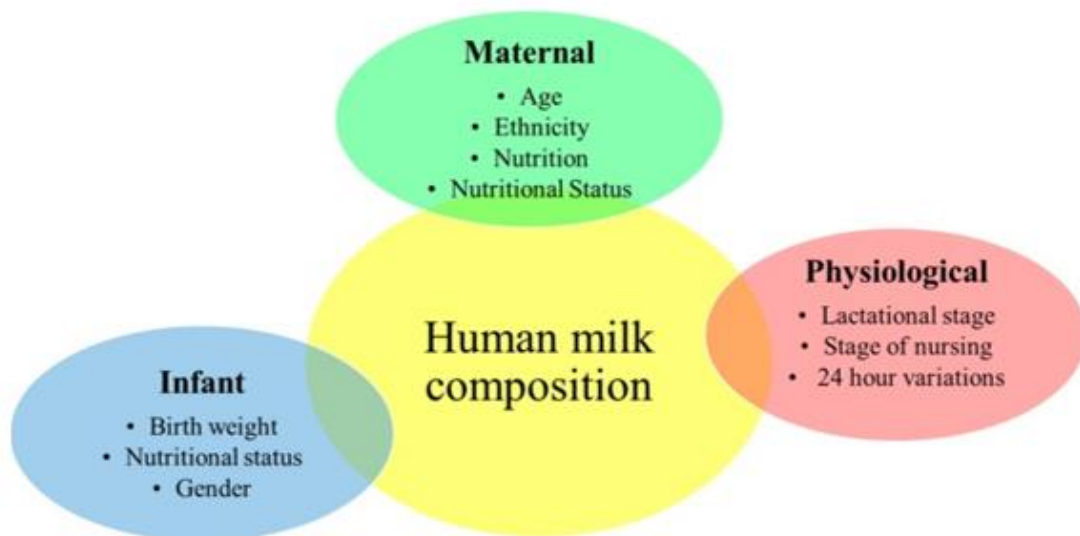 Maternal
• Age
• Ethnicity
• Nutrition
• Nutritional Status
Physiological
• Lactational stage
• Stage of nursing
• 24 hour variations
Human milk
composition
Infant
• Birth weight
• Nutritional status
• Gender